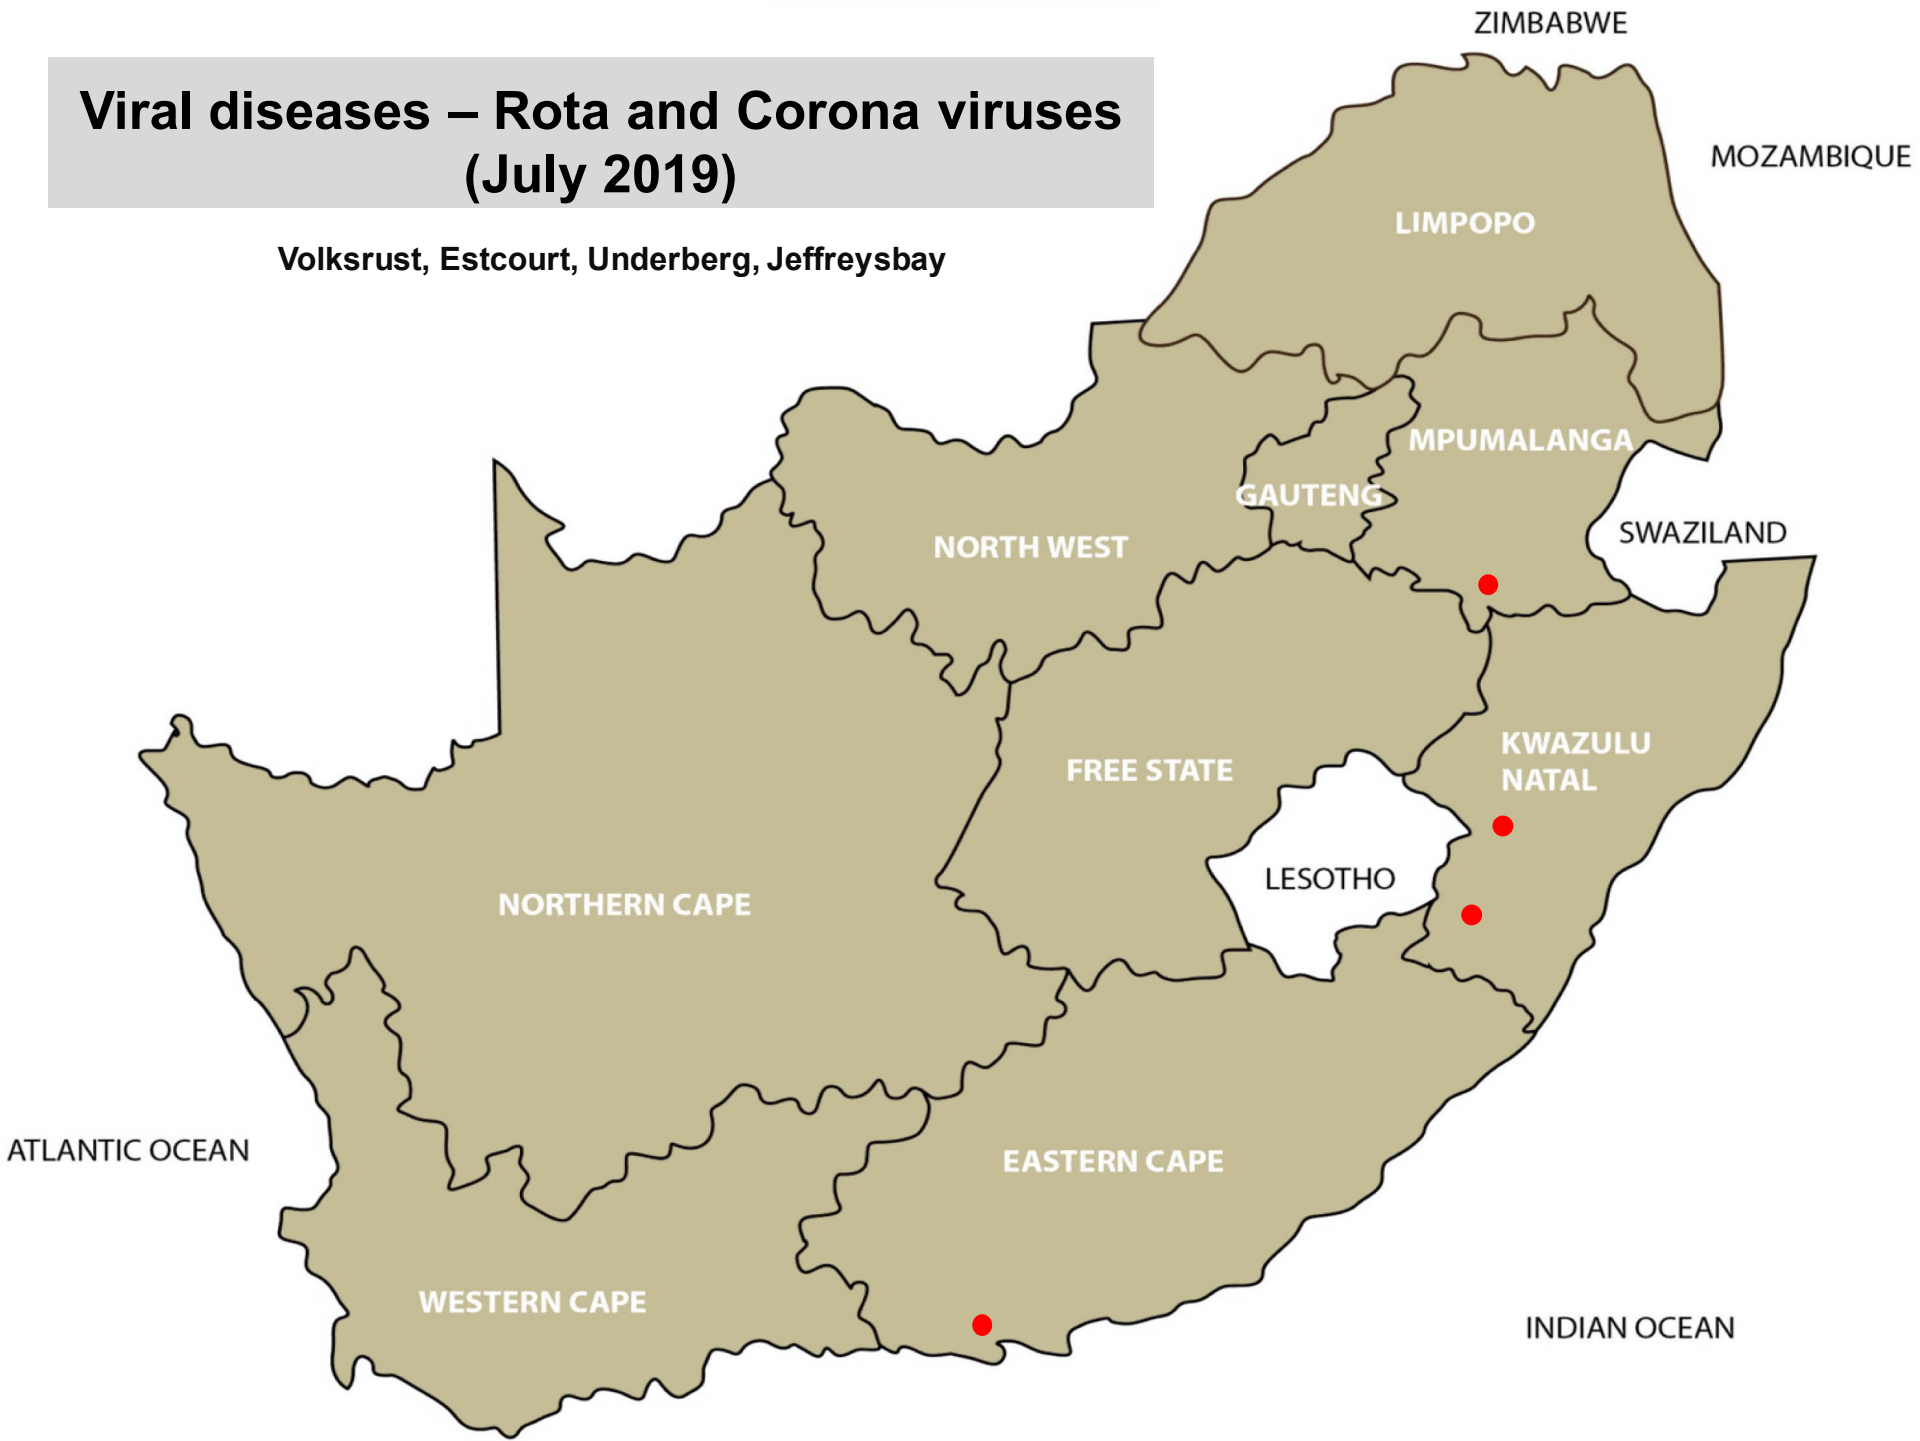 ZIMBABWE
Viral diseases – Rota and Corona viruses
(July 2019)
MOZAMBIQUE
LIMPOPO
Volksrust, Estcourt, Underberg, Jeffreysbay
MPUMALANGA
GAUTENG
SWAZILAND
NORTH WEST
KWAZULU
NATAL
FREE STATE
LESOTHO
NORTHERN CAPE
ATLANTIC OCEAN
EASTERN CAPE
WESTERN CAPE
INDIAN OCEAN